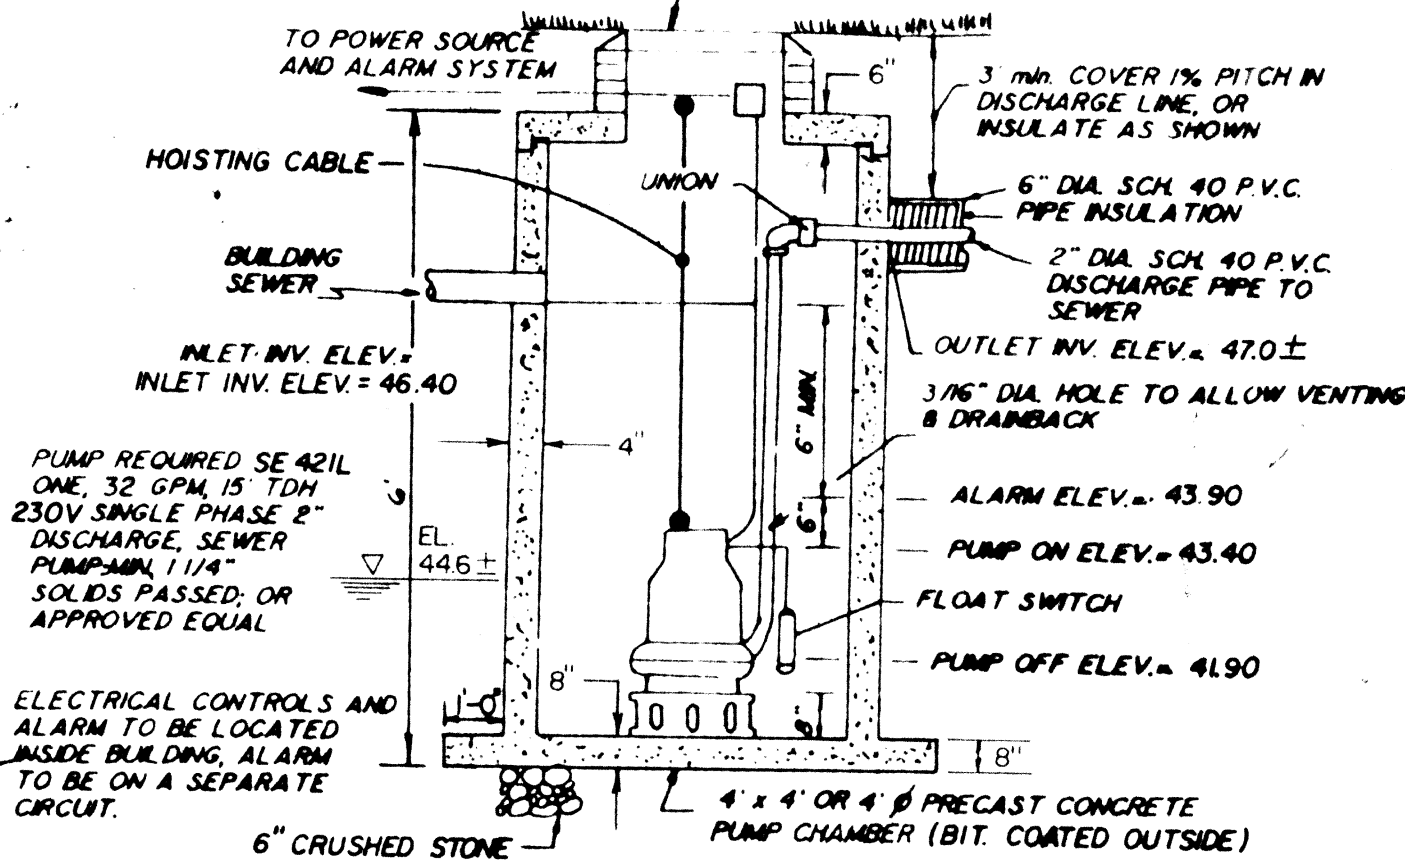 TO POWER SOURCE
AND ALARM SYSTEM
6"
3' min. COVER 1% PITCH IN
DISCHARGE LINE, OR
INSULATE AS SHOWN
HOISTING CABLE
UNION
6" DIA. SCH. 40 P.V.C.
PIPE INSULATION
BUILDING
SEWER
2" DIA. SCH. 40 P.V.C.
DISCHARGE PIPE TO
SEWER
INLET INV. ELEV. =
INLET INV. ELEV. = 46.40
OUTLET INV. ELEV. = 47.0±
6" MIN.
3/16" DIA. HOLE TO ALLOW VENTING
& DRAINBACK
4"
PUMP REQUIRED SE 421L
ONE, 32 GPM, 15' TDH
230V SINGLE PHASE 2"
DISCHARGE, SEWER
PUMP-MIN, 1 1/4"
SOLIDS PASSED; OR
APPROVED EQUAL
6'
EL.
44.6 ±
6"
ALARM ELEV. = 43.90
PUMP ON ELEV. = 43.40
FLOAT SWITCH
PUMP OFF ELEV. = 41.90
8"
1'-0"
8"
8"
ELECTRICAL CONTROLS AND
ALARM TO BE LOCATED
INSIDE BUILDING, ALARM
TO BE ON A SEPARATE
CIRCUIT.
6" CRUSHED STONE
4' x 4' OR 4' Ø PRECAST CONCRETE
PUMP CHAMBER (BIT. COATED OUTSIDE)